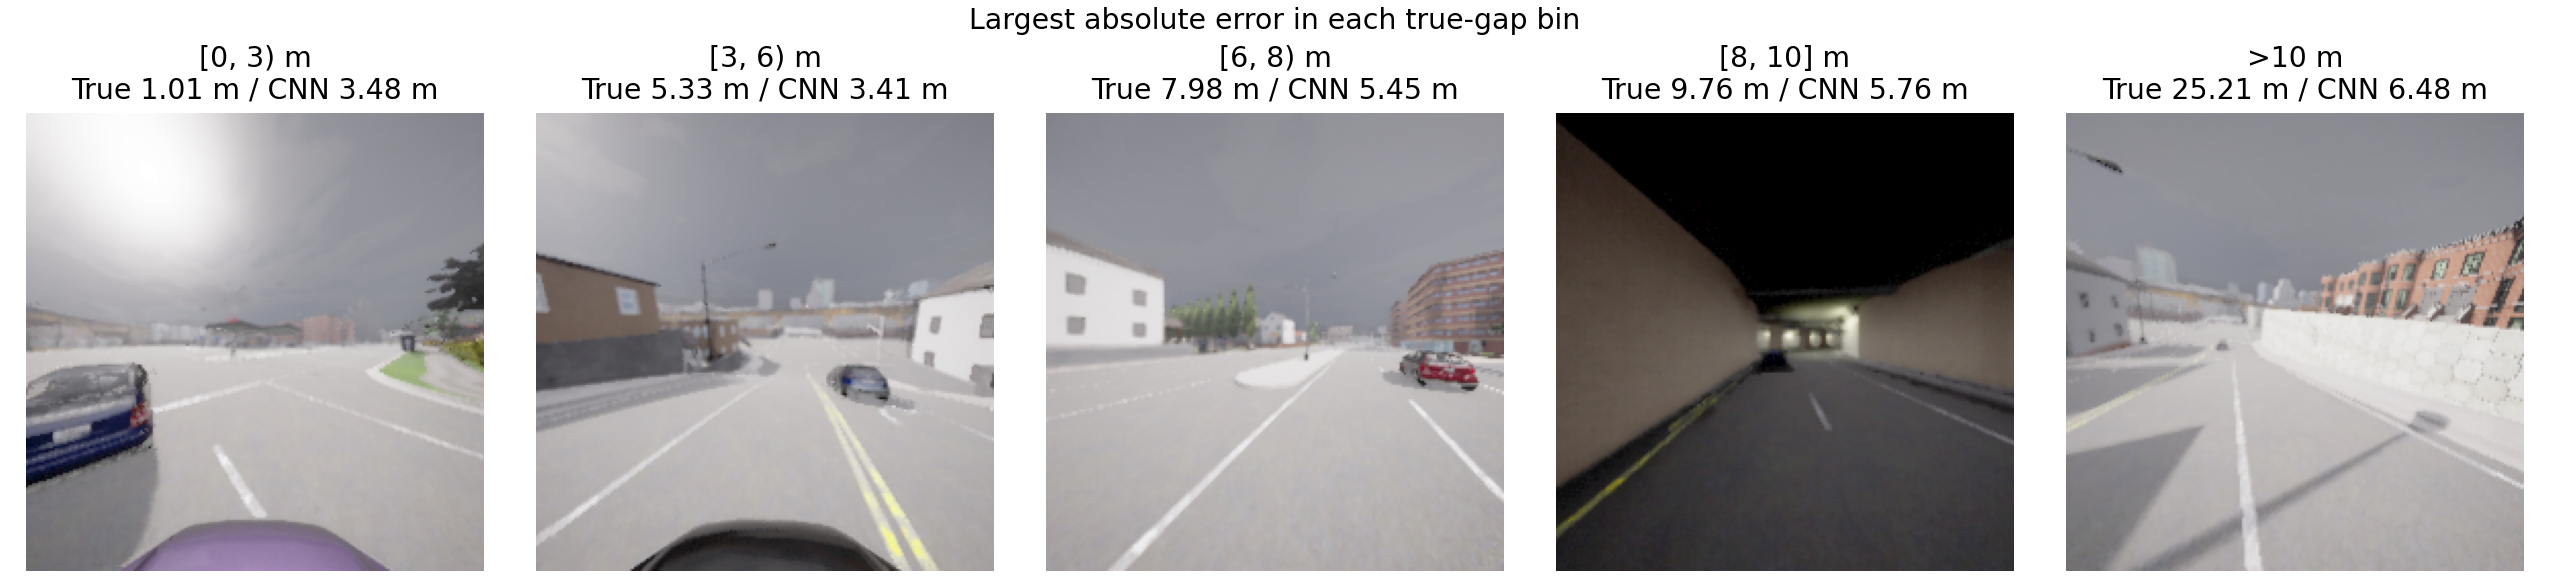 Largest absolute error in each true-gap bin
[0, 3) m
True 1.01 m / CNN 3.48 m
[3, 6) m
True 5.33 m / CNN 3.41 m
[6, 8) m
True 7.98 m / CNN 5.45 m
[8, 10] m
True 9.76 m / CNN 5.76 m
>10 m
True 25.21 m / CNN 6.48 m